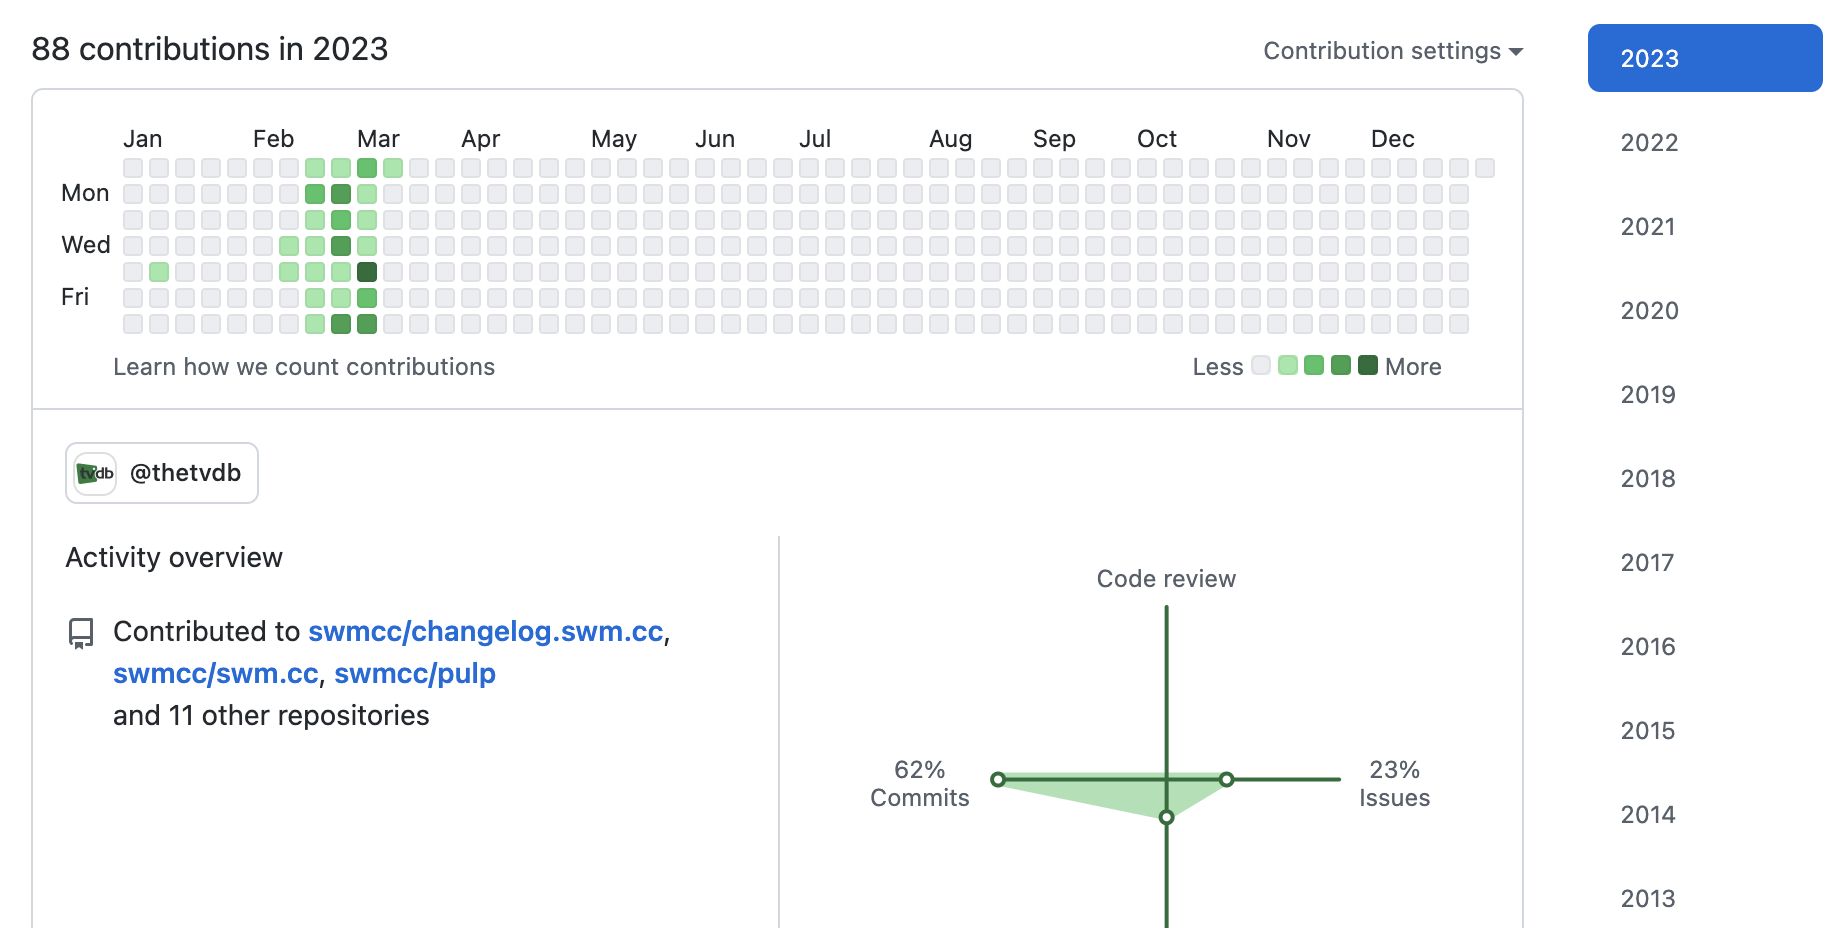 88 contributions in 2023
Contribution settings
Jan Feb Mar Apr May Jun Jul Aug Sep Oct Nov Dec
Mon
Wed
Fri
Learn how we count contributions
Less More
tvdb @thetvdb
Activity overview
Contributed to swmcc/changelog.swm.cc,
swmcc/swm.cc, swmcc/pulp
and 11 other repositories
Code review
62%
Commits
23%
Issues
2023
2022
2021
2020
2019
2018
2017
2016
2015
2014
2013